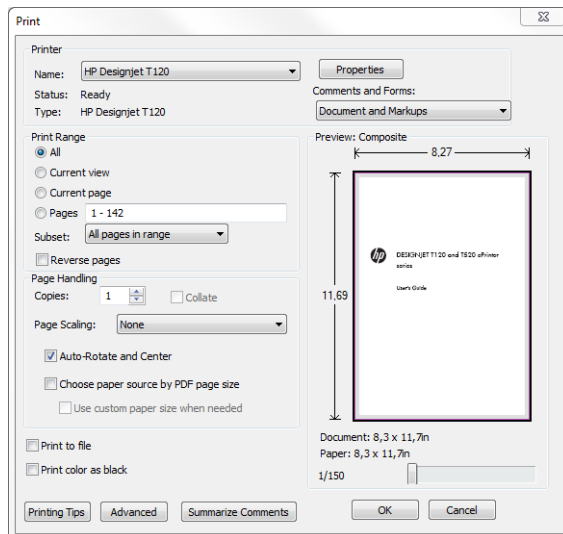 Print
Printer
Name: HP Designjet T120
Properties
Status: Ready
Comments and Forms:
Type: HP Designjet T120
Document and Markups
Print Range
All
Current view
Current page
Pages 1 - 142
Subset: All pages in range
Reverse pages
Page Handling
Copies: 1 Collate
Page Scaling: None
Auto-Rotate and Center
Choose paper source by PDF page size
Use custom paper size when needed
Print to file
Print color as black
Preview: Composite
8,27
11,69
hp
DESIGNJET T120 and T520 ePrinter
series
User's Guide
Document: 8,3 x 11,7in
Paper: 8,3 x 11,7in
1/150
Printing Tips Advanced Summarize Comments OK Cancel